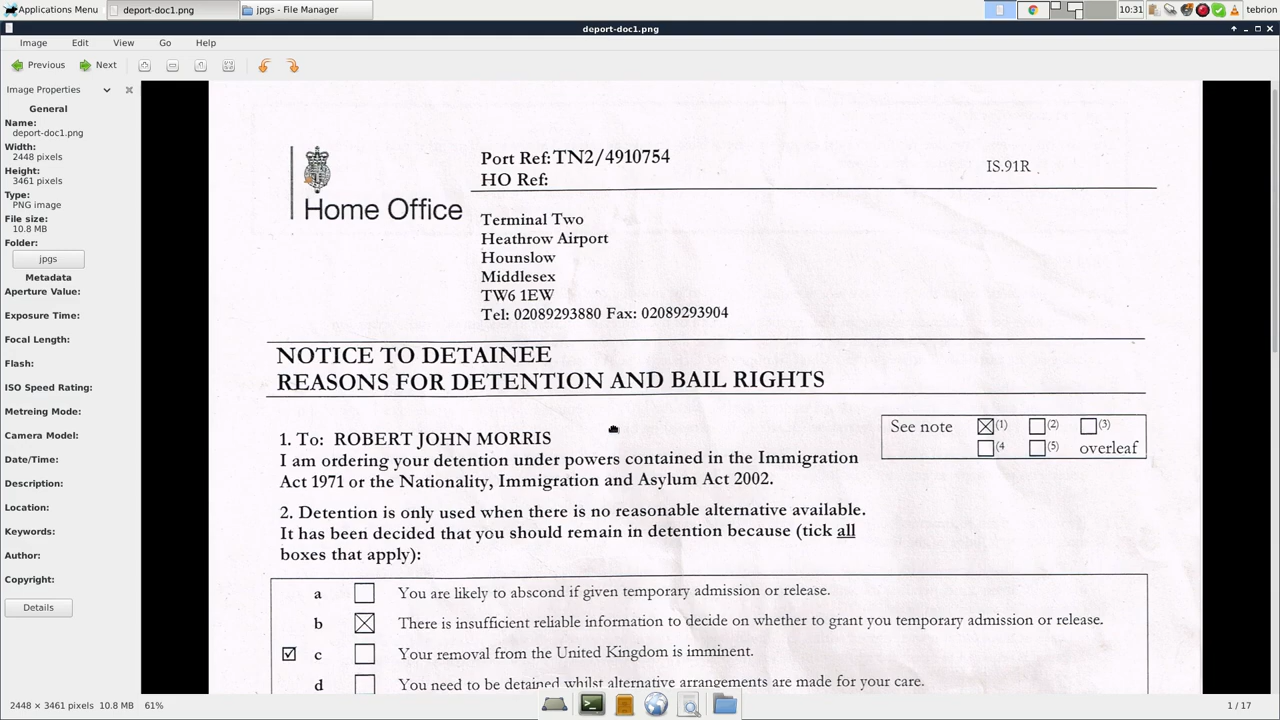 Applications Menu
deport-doc1.png
jpgs - File Manager
10:31
tebrion
deport-doc1.png
Image Edit View Go Help
Previous Next
Image Properties
General
Name:
deport-doc1.png
Width:
2448 pixels
Height:
3461 pixels
Type:
PNG image
File size:
10.8 MB
Folder:
jpgs
Metadata
Aperture Value:
Exposure Time:
Focal Length:
Flash:
ISO Speed Rating:
Metreing Mode:
Camera Model:
Date/Time:
Description:
Location:
Keywords:
Author:
Copyright:
Details
Home Office
Port Ref: TN2/4910754
HO Ref:
IS.91R
Terminal Two
Heathrow Airport
Hounslow
Middlesex
TW6 1EW
Tel: 02089293880 Fax: 02089293904
NOTICE TO DETAINEE
REASONS FOR DETENTION AND BAIL RIGHTS
See note (1) (2) (3)
(4 (5) overleaf
1. To: ROBERT JOHN MORRIS
I am ordering your detention under powers contained in the Immigration
Act 1971 or the Nationality, Immigration and Asylum Act 2002.
2. Detention is only used when there is no reasonable alternative available.
It has been decided that you should remain in detention because (tick all
boxes that apply):
a You are likely to abscond if given temporary admission or release.
b There is insufficient reliable information to decide on whether to grant you temporary admission or release.
c Your removal from the United Kingdom is imminent.
d You need to be detained whilst alternative arrangements are made for your care.
2448 × 3461 pixels 10.8 MB 61%
1 / 17